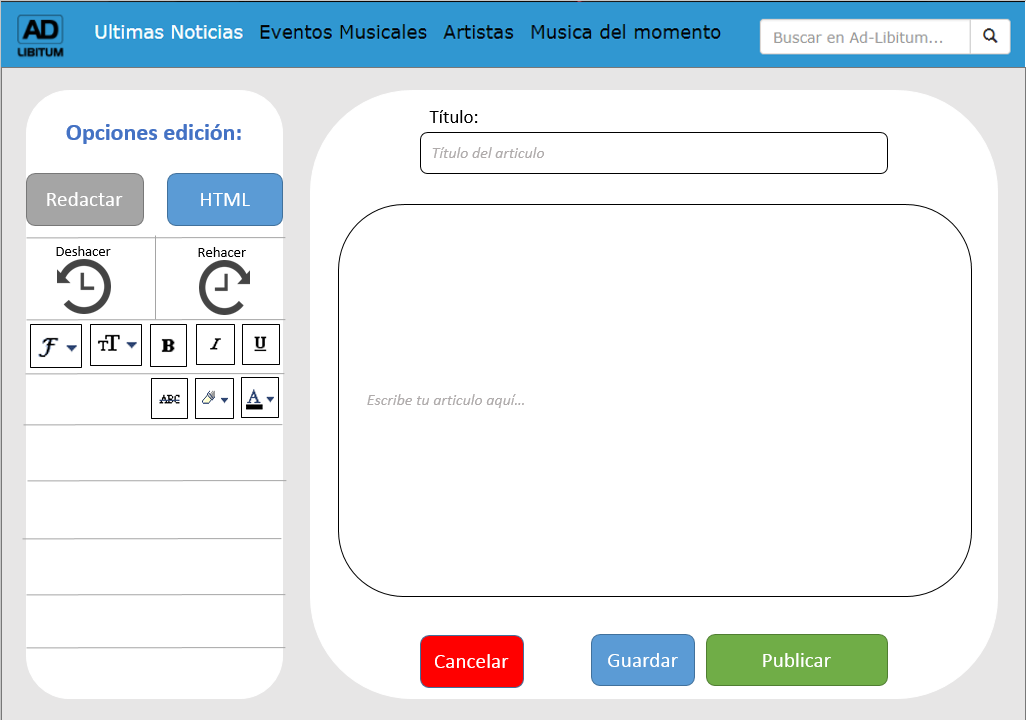 AD
LIBITUM
Ultimas Noticias Eventos Musicales Artistas Musica del momento
Buscar en Ad-Libitum...
Opciones edición:
Redactar HTML
Deshacer Rehacer
F TT B I U
ABC A
Título:
Título del articulo
Escribe tu articulo aquí...
Cancelar Guardar Publicar